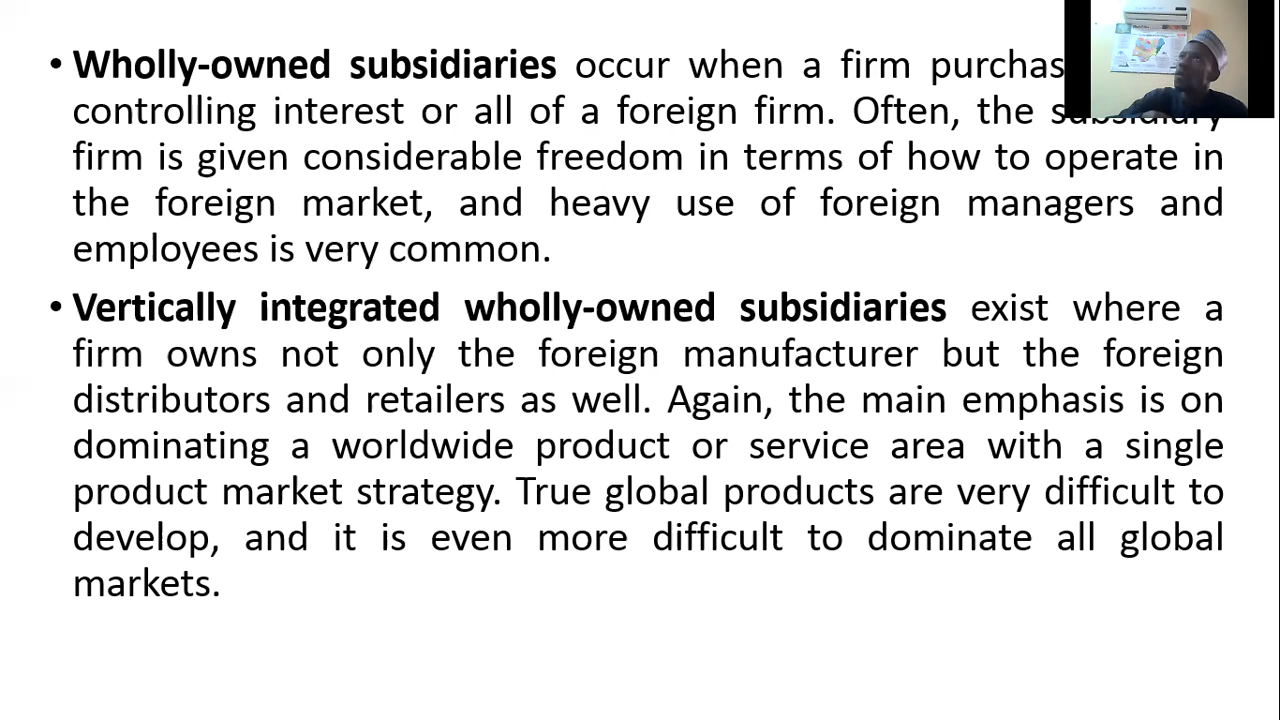 • Wholly-owned subsidiaries occur when a firm purchas
controlling interest or all of a foreign firm. Often, the subsidiary
firm is given considerable freedom in terms of how to operate in
the foreign market, and heavy use of foreign managers and
employees is very common.
• Vertically integrated wholly-owned subsidiaries exist where a
firm owns not only the foreign manufacturer but the foreign
distributors and retailers as well. Again, the main emphasis is on
dominating a worldwide product or service area with a single
product market strategy. True global products are very difficult to
develop, and it is even more difficult to dominate all global
markets.